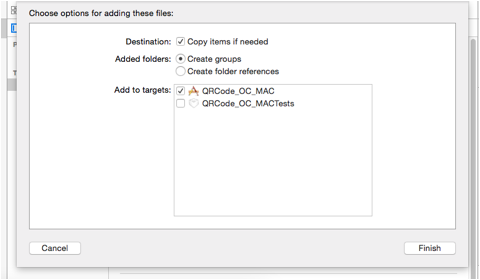 Choose options for adding these files:
Destination: Copy items if needed
Added folders: Create groups
Create folder references
Add to targets: QRCode_OC_MAC
QRCode_OC_MACTests
Cancel Finish